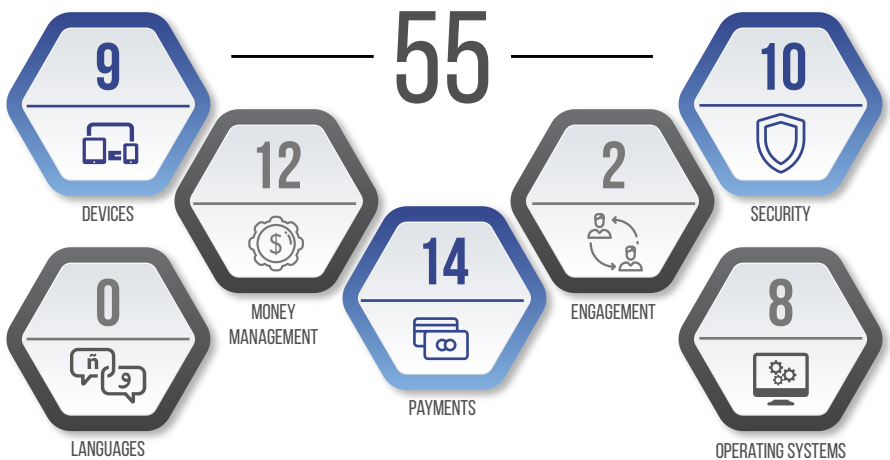 55
9
DEVICES
12
MONEY
MANAGEMENT
14
PAYMENTS
2
ENGAGEMENT
10
SECURITY
0
ñ
و
LANGUAGES
8
OPERATING SYSTEMS
$